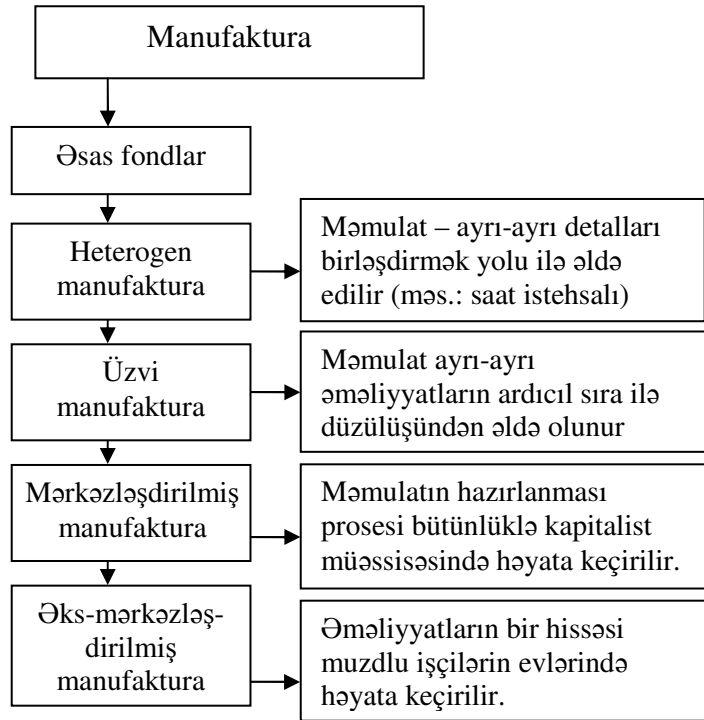 Manufaktura
Əsas fondlar
Heterogen
manufaktura
Məmulat – ayrı-ayrı detalları
birləşdirmək yolu ilə əldə
edilir (məs.: saat istehsalı)
Üzvi
manufaktura
Məmulat ayrı-ayrı
əməliyyatların ardıcıl sıra ilə
düzülüşündən əldə olunur
Mərkəzləşdirilmiş
manufaktura
Məmulatın hazırlanması
prosesi bütünlüklə kapitalist
müəssisəsində həyata keçirilir.
Əks-mərkəzləş-
dirilmiş
manufaktura
Əməliyyatların bir hissəsi
muzdlu işçilərin evlərində
həyata keçirilir.